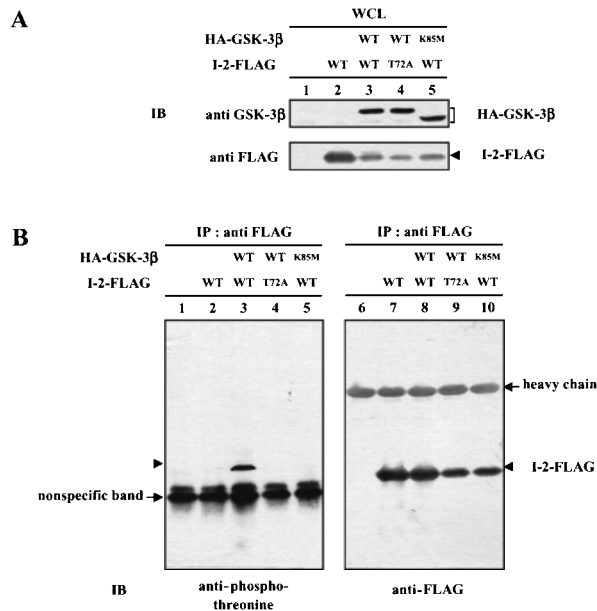 A
WCL
HA-GSK-3β WT WT K85M
I-2-FLAG WT WT T72A WT
1 2 3 4 5
IB anti GSK-3β HA-GSK-3β
anti FLAG I-2-FLAG
B
IP : anti FLAG IP : anti FLAG
HA-GSK-3β WT WT K85M WT WT K85M
I-2-FLAG WT WT T72A WT WT WT T72A WT
1 2 3 4 5 6 7 8 9 10
heavy chain
I-2-FLAG
nonspecific band
IB anti-phospho- anti-FLAG
threonine